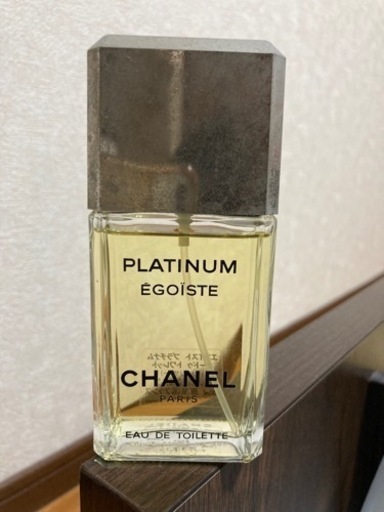 PLATINUM
ÉGOÏSTE
CHANEL
PARIS
EAU DE TOILETTE